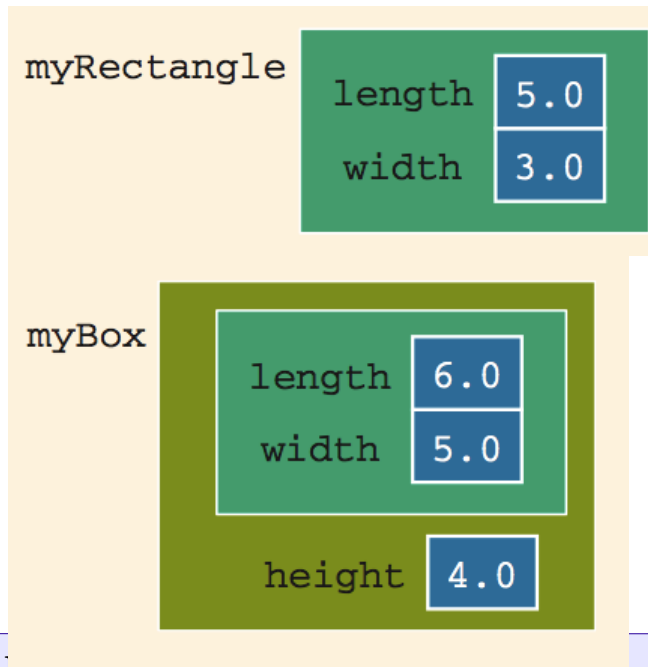 myRectangle
length 5.0
width 3.0
myBox
length 6.0
width 5.0
height 4.0